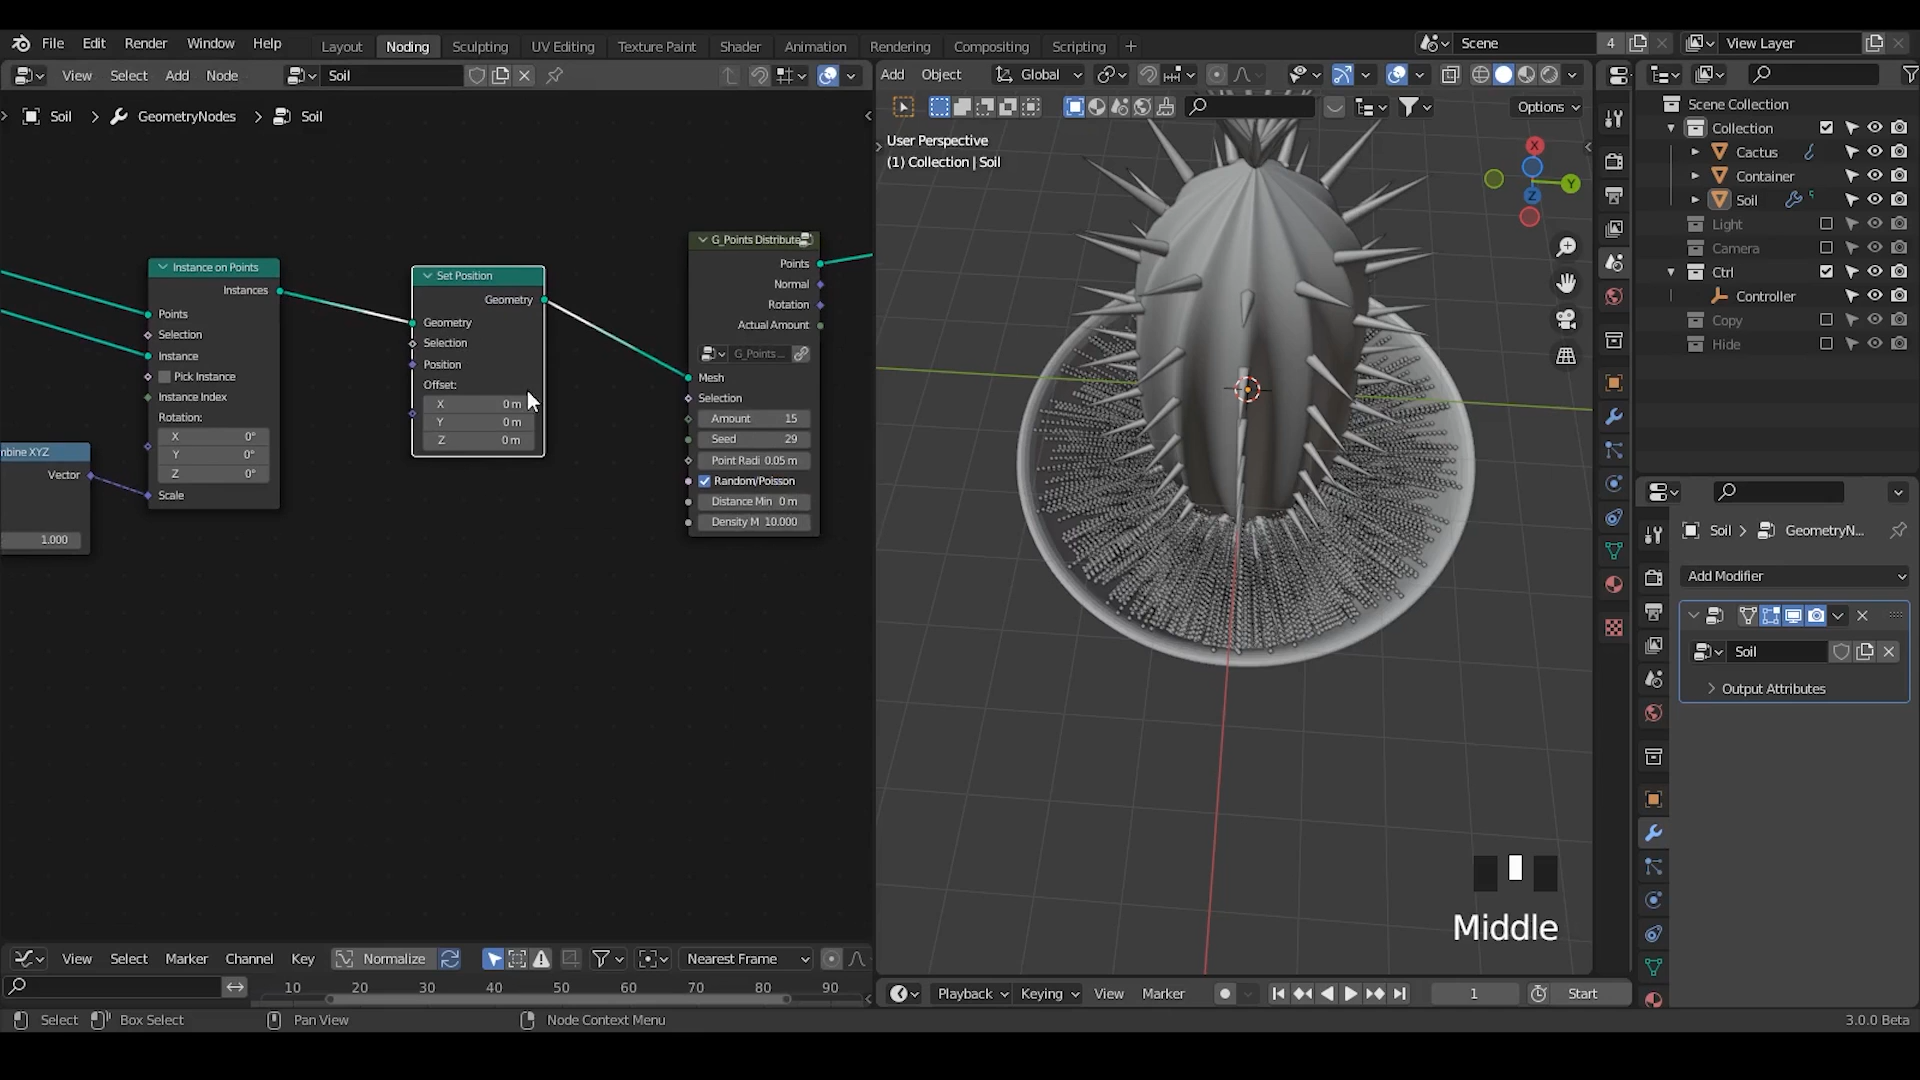 File Edit Render Window Help Layout Noding Sculpting UV Editing Texture Paint Shader Animation Rendering Compositing Scripting + Scene 4 View Layer
View Select Add Node Soil
Add Object Global
Options
Soil > GeometryNodes > Soil
User Perspective
(1) Collection | Soil
X
Y
Z
Instance on Points
Instances
Points
Selection
Instance
Pick Instance
Instance Index
Rotation:
X 0°
Y 0°
Z 0°
Scale
mbine XYZ
Vector
1.000
Set Position
Geometry
Geometry
Selection
Position
Offset:
X 0 m
Y 0 m
Z 0 m
G_Points Distribute
Points
Normal
Rotation
Actual Amount
G_Points...
Mesh
Selection
Amount 15
Seed 29
Point Radi 0.05 m
Random/Poisson
Distance Min 0 m
Density M 10.000
Scene Collection
Collection
Cactus
Container
Soil
Light
Camera
Ctrl
Controller
Copy
Hide
Soil > GeometryN...
Add Modifier
Soil
Output Attributes
Middle
View Select Marker Channel Key Normalize Nearest Frame
10 20 30 40 50 60 70 80 90
Playback Keying View Marker 1 Start
Select Box Select Pan View Node Context Menu 3.0.0 Beta